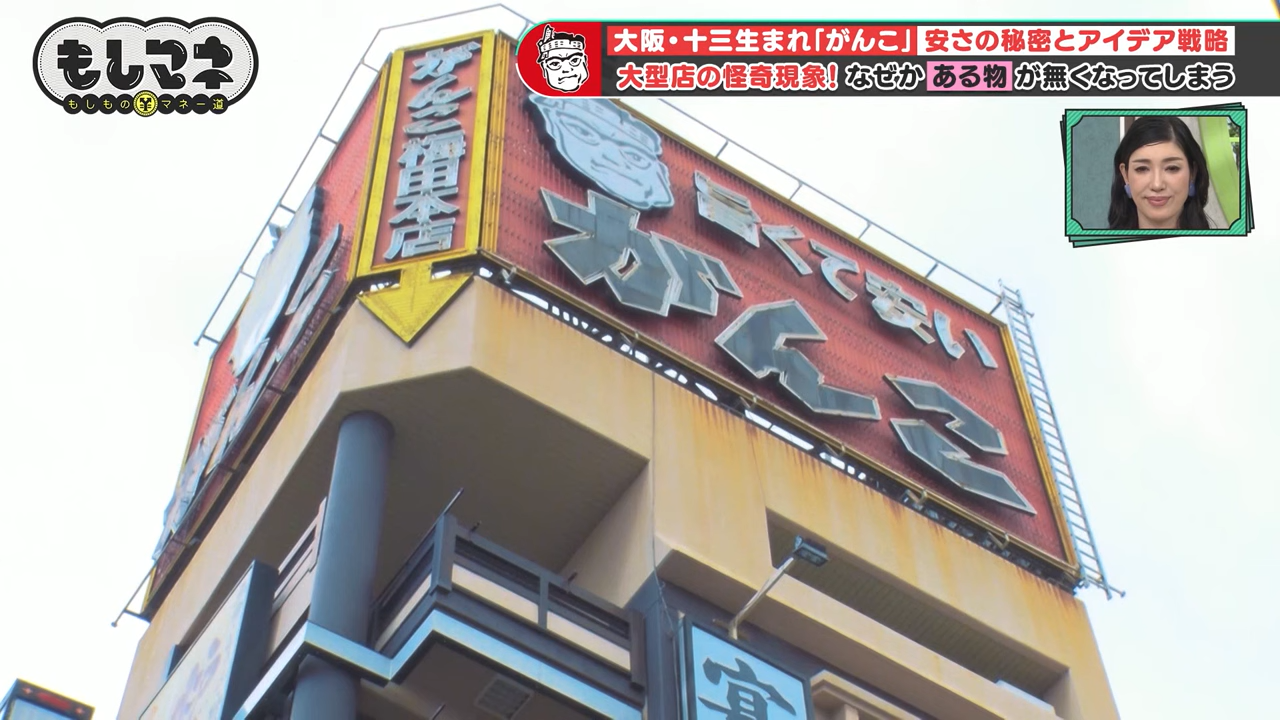 もしマネ
もしもの マネー道
大阪・十三生まれ「がんこ」 安さの秘密とアイデア戦略
大型店の怪奇現象! なぜか ある物 が無くなってしまう
がんこ梅田本店
旨くて安い
がんこ
宴